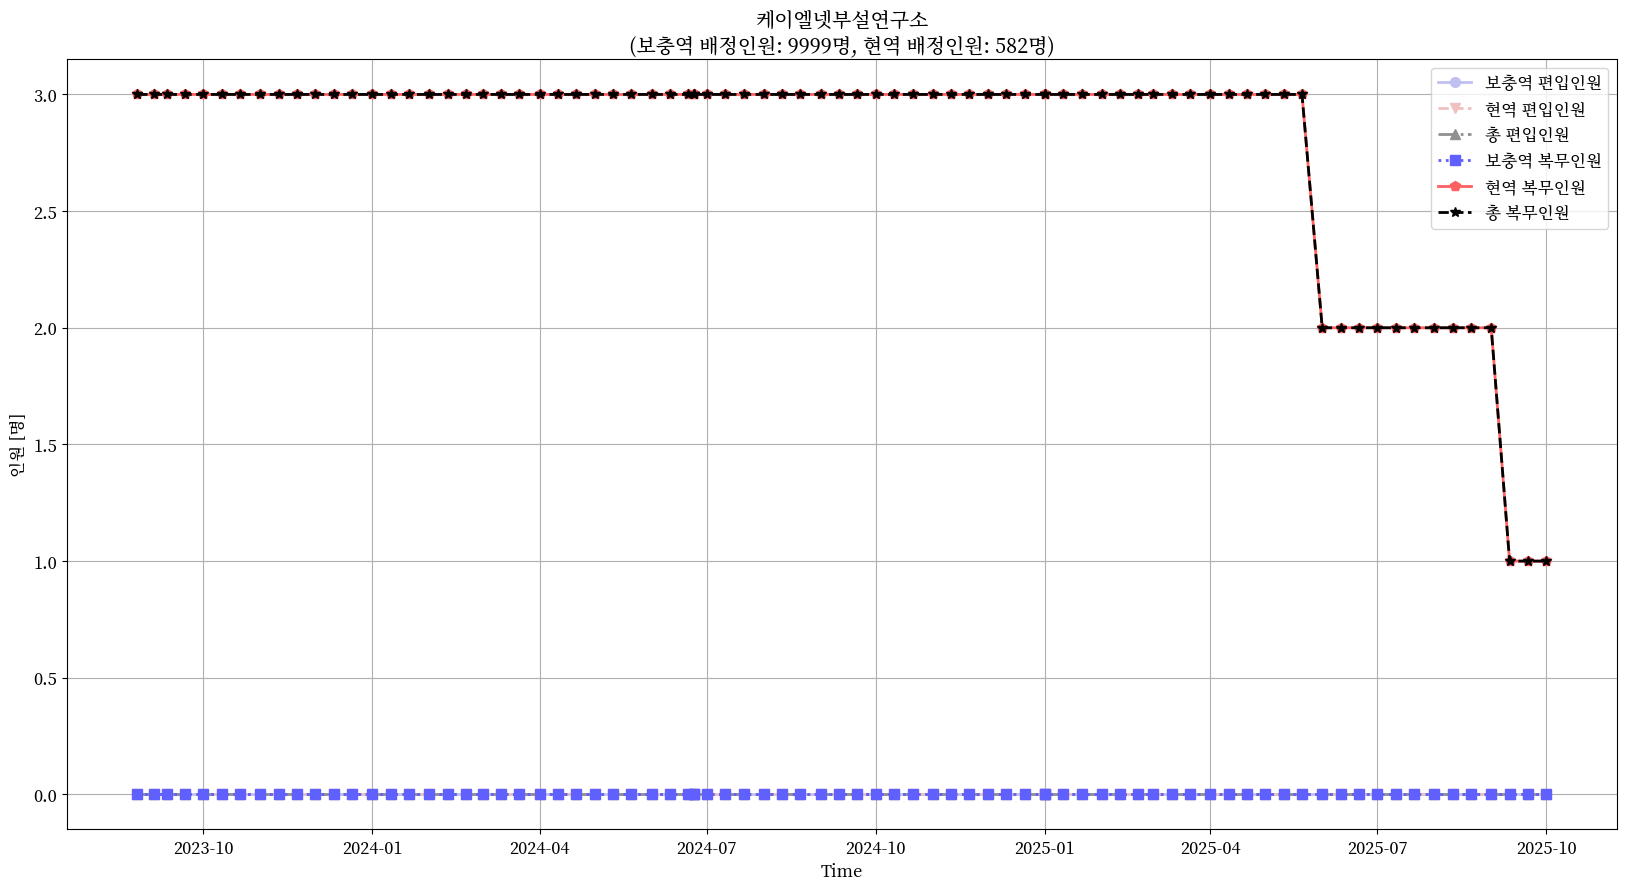 케이엘넷부설연구소
(보충역 배정인원: 9999명, 현역 배정인원: 582명)
보충역 편입인원
현역 편입인원
총 편입인원
보충역 복무인원
현역 복무인원
총 복무인원
3.0
2.5
2.0
1.5
1.0
0.5
0.0
인원 [명]
2023-10
2024-01
2024-04
2024-07
2024-10
2025-01
2025-04
2025-07
2025-10
Time